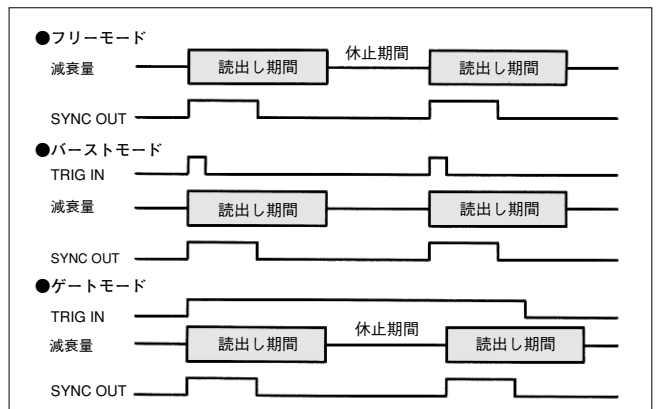 ●フリーモード
減衰量 読出し期間 休止期間 読出し期間
SYNC OUT
●バーストモード
TRIG IN
減衰量 読出し期間 読出し期間
SYNC OUT
●ゲートモード
TRIG IN
減衰量 読出し期間 休止期間 読出し期間
SYNC OUT